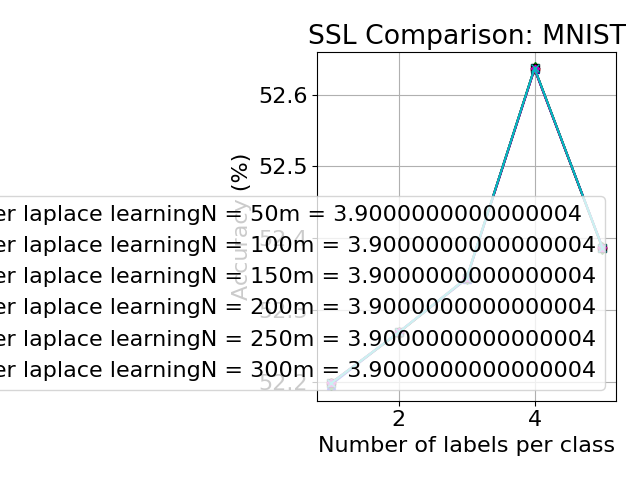 SSL Comparison: MNIST
52.6
52.5
52.4
52.3
52.2
Accuracy (%)
er laplace learningN = 50m = 3.9000000000000004
er laplace learningN = 100m = 3.9000000000000004
er laplace learningN = 150m = 3.9000000000000004
er laplace learningN = 200m = 3.9000000000000004
er laplace learningN = 250m = 3.9000000000000004
er laplace learningN = 300m = 3.9000000000000004
2 4
Number of labels per class